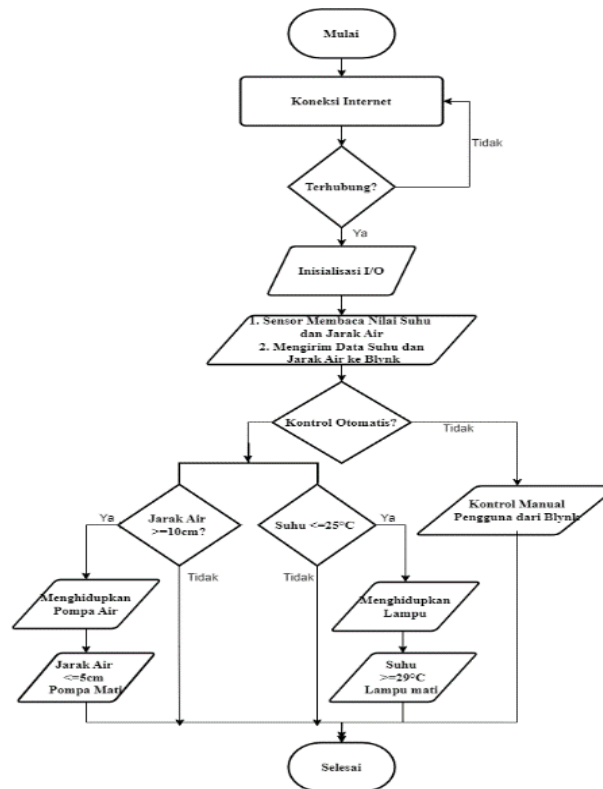 Mulai
Koneksi Internet
Tidak
Terhubung?
Ya
Inisialisasi I/O
1. Sensor Membaca Nilai Suhu
dan Jarak Air
2. Mengirim Data Suhu dan
Jarak Air ke Blynk
Kontrol Otomatis?
Tidak
Ya
Jarak Air
>=10cm?
Tidak
Suhu <=25°C
Ya
Tidak
Kontrol Manual
Pengguna dari Blynk
Menghidupkan
Pompa Air
Menghidupkan
Lampu
Jarak Air
<=5cm
Pompa Mati
Suhu
>=29°C
Lampu mati
Selesai